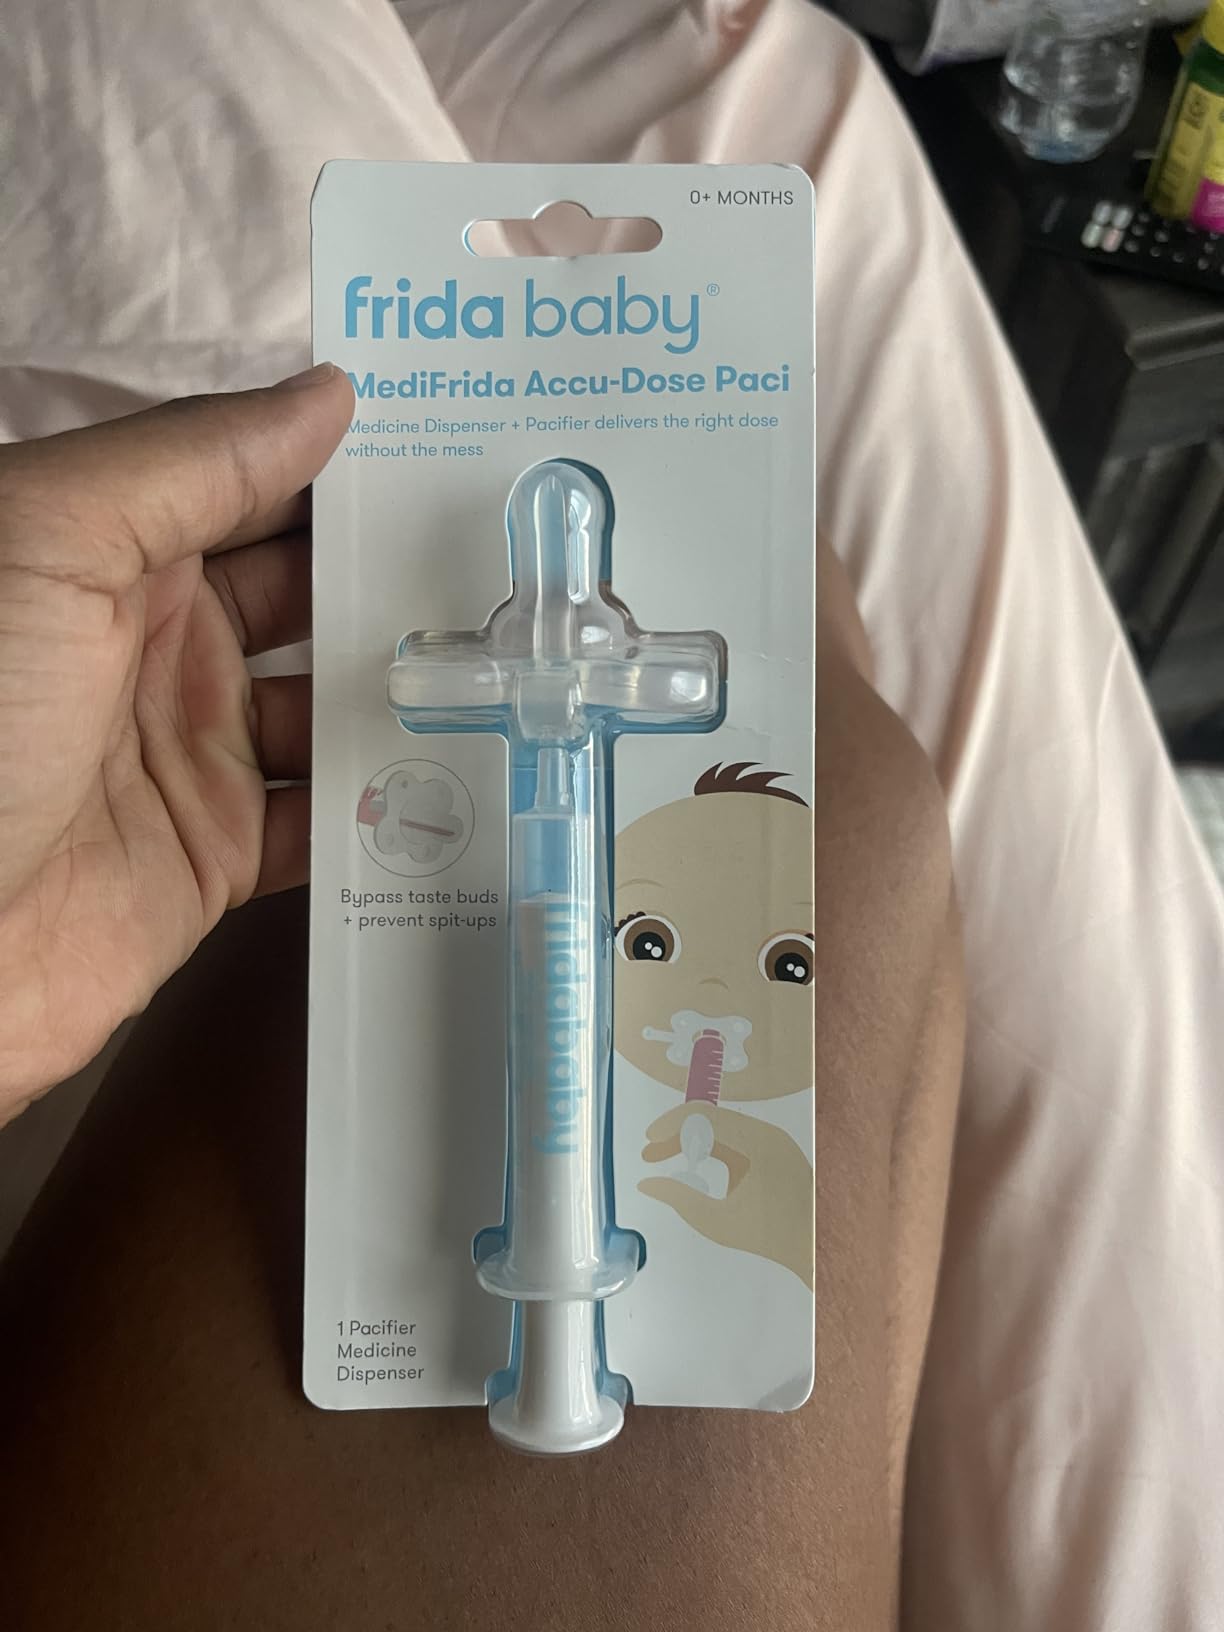 0+ MONTHS
frida baby®
MediFrida Accu-Dose Paci
Medicine Dispenser + Pacifier delivers the right dose
without the mess
Bypass taste buds
+ prevent spit-ups
fridababy
1 Pacifier
Medicine
Dispenser